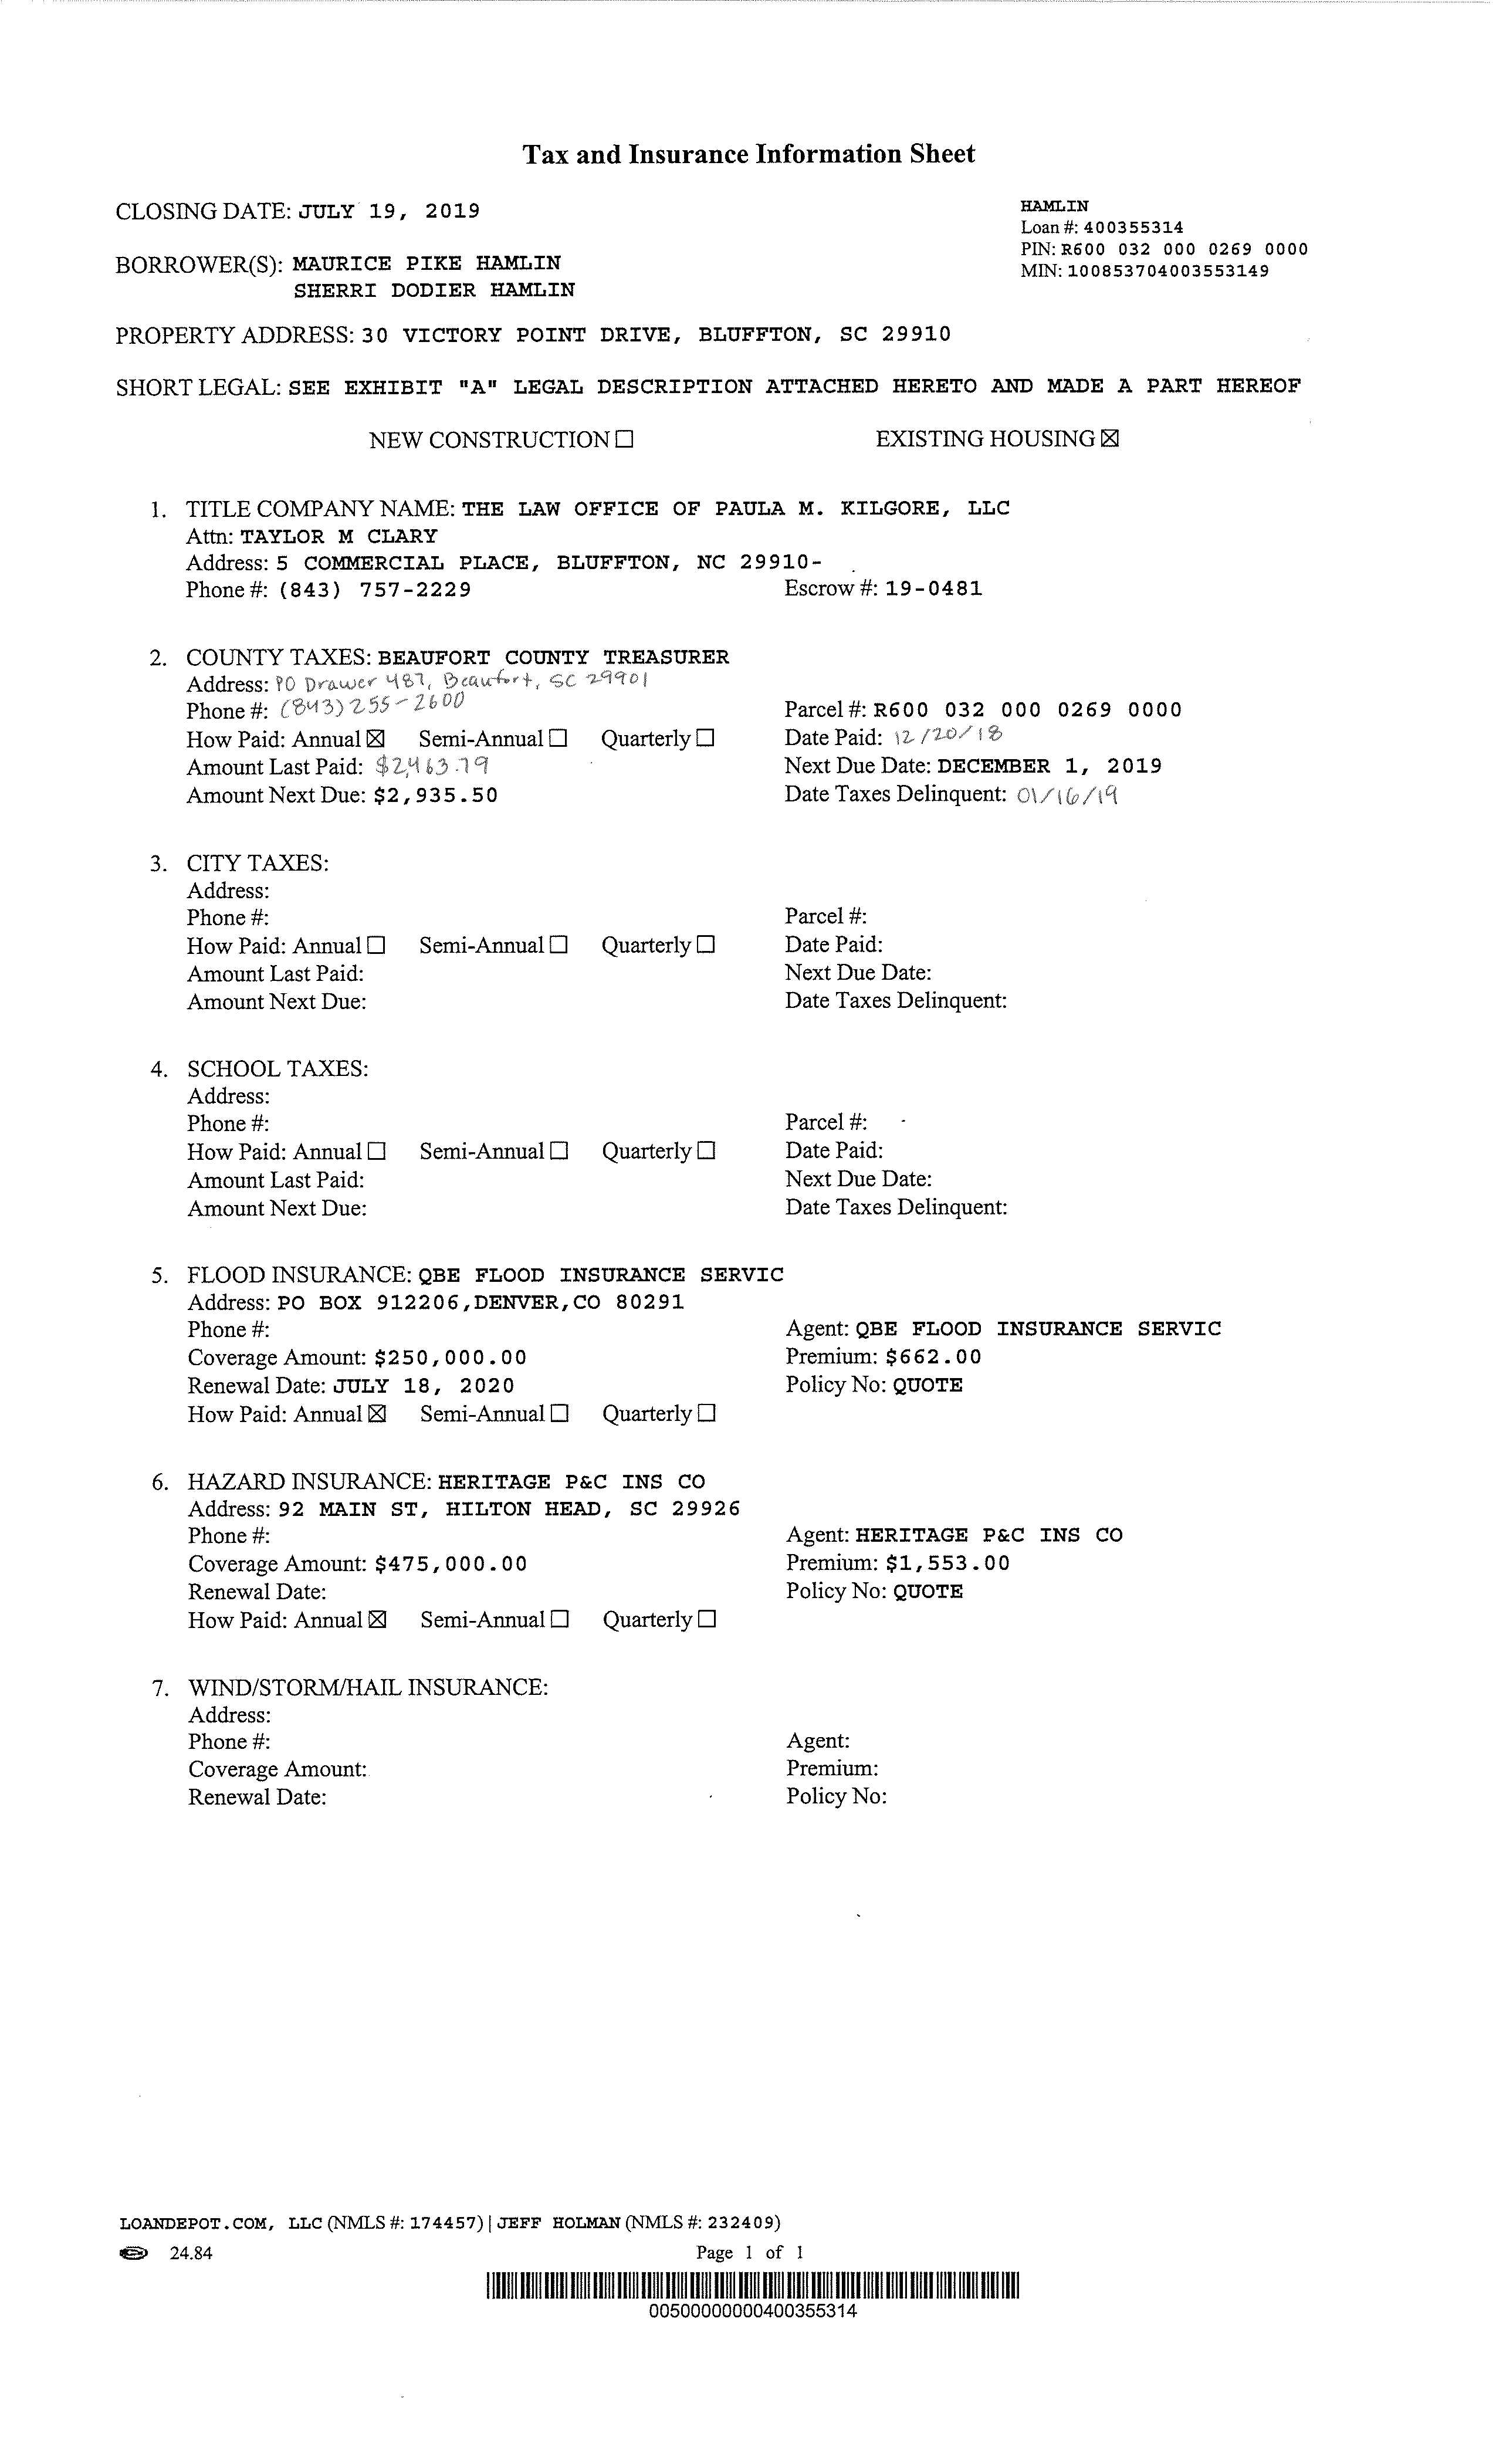 Tax and Insurance Information Sheet
CLOSING DATE: JULY 19, 2019
HAMLIN
Loan #: 400355314
PIN: R600 032 000 0269 0000
MIN: 100853704003553149
BORROWER(S): MAURICE PIKE HAMLIN
SHERRI DODIER HAMLIN
PROPERTY ADDRESS: 30 VICTORY POINT DRIVE, BLUFFTON, SC 29910
SHORT LEGAL: SEE EXHIBIT "A" LEGAL DESCRIPTION ATTACHED HERETO AND MADE A PART HEREOF
NEW CONSTRUCTION ☐ EXISTING HOUSING ☒
1. TITLE COMPANY NAME: THE LAW OFFICE OF PAULA M. KILGORE, LLC
Attn: TAYLOR M CLARY
Address: 5 COMMERCIAL PLACE, BLUFFTON, NC 29910-
Phone #: (843) 757-2229 Escrow #: 19-0481
2. COUNTY TAXES: BEAUFORT COUNTY TREASURER
Address: PO Drawer 487, Beaufort, SC 29901
Phone #: (843) 255-2600 Parcel #: R600 032 000 0269 0000
How Paid: Annual ☒ Semi-Annual ☐ Quarterly ☐ Date Paid: 12/20/18
Amount Last Paid: $2,463.79 Next Due Date: DECEMBER 1, 2019
Amount Next Due: $2,935.50 Date Taxes Delinquent: 01/16/19
3. CITY TAXES:
Address:
Phone #: Parcel #:
How Paid: Annual ☐ Semi-Annual ☐ Quarterly ☐ Date Paid:
Amount Last Paid: Next Due Date:
Amount Next Due: Date Taxes Delinquent:
4. SCHOOL TAXES:
Address:
Phone #: Parcel #:
How Paid: Annual ☐ Semi-Annual ☐ Quarterly ☐ Date Paid:
Amount Last Paid: Next Due Date:
Amount Next Due: Date Taxes Delinquent:
5. FLOOD INSURANCE: QBE FLOOD INSURANCE SERVIC
Address: PO BOX 912206,DENVER,CO 80291
Phone #: Agent: QBE FLOOD INSURANCE SERVIC
Coverage Amount: $250,000.00 Premium: $662.00
Renewal Date: JULY 18, 2020 Policy No: QUOTE
How Paid: Annual ☒ Semi-Annual ☐ Quarterly ☐
6. HAZARD INSURANCE: HERITAGE P&C INS CO
Address: 92 MAIN ST, HILTON HEAD, SC 29926
Phone #: Agent: HERITAGE P&C INS CO
Coverage Amount: $475,000.00 Premium: $1,553.00
Renewal Date: Policy No: QUOTE
How Paid: Annual ☒ Semi-Annual ☐ Quarterly ☐
7. WIND/STORM/HAIL INSURANCE:
Address:
Phone #: Agent:
Coverage Amount: Premium:
Renewal Date: Policy No:
LOANDEPOT.COM, LLC (NMLS #: 174457) | JEFF HOLMAN (NMLS #: 232409)
24.84 Page 1 of 1
00500000000400355314